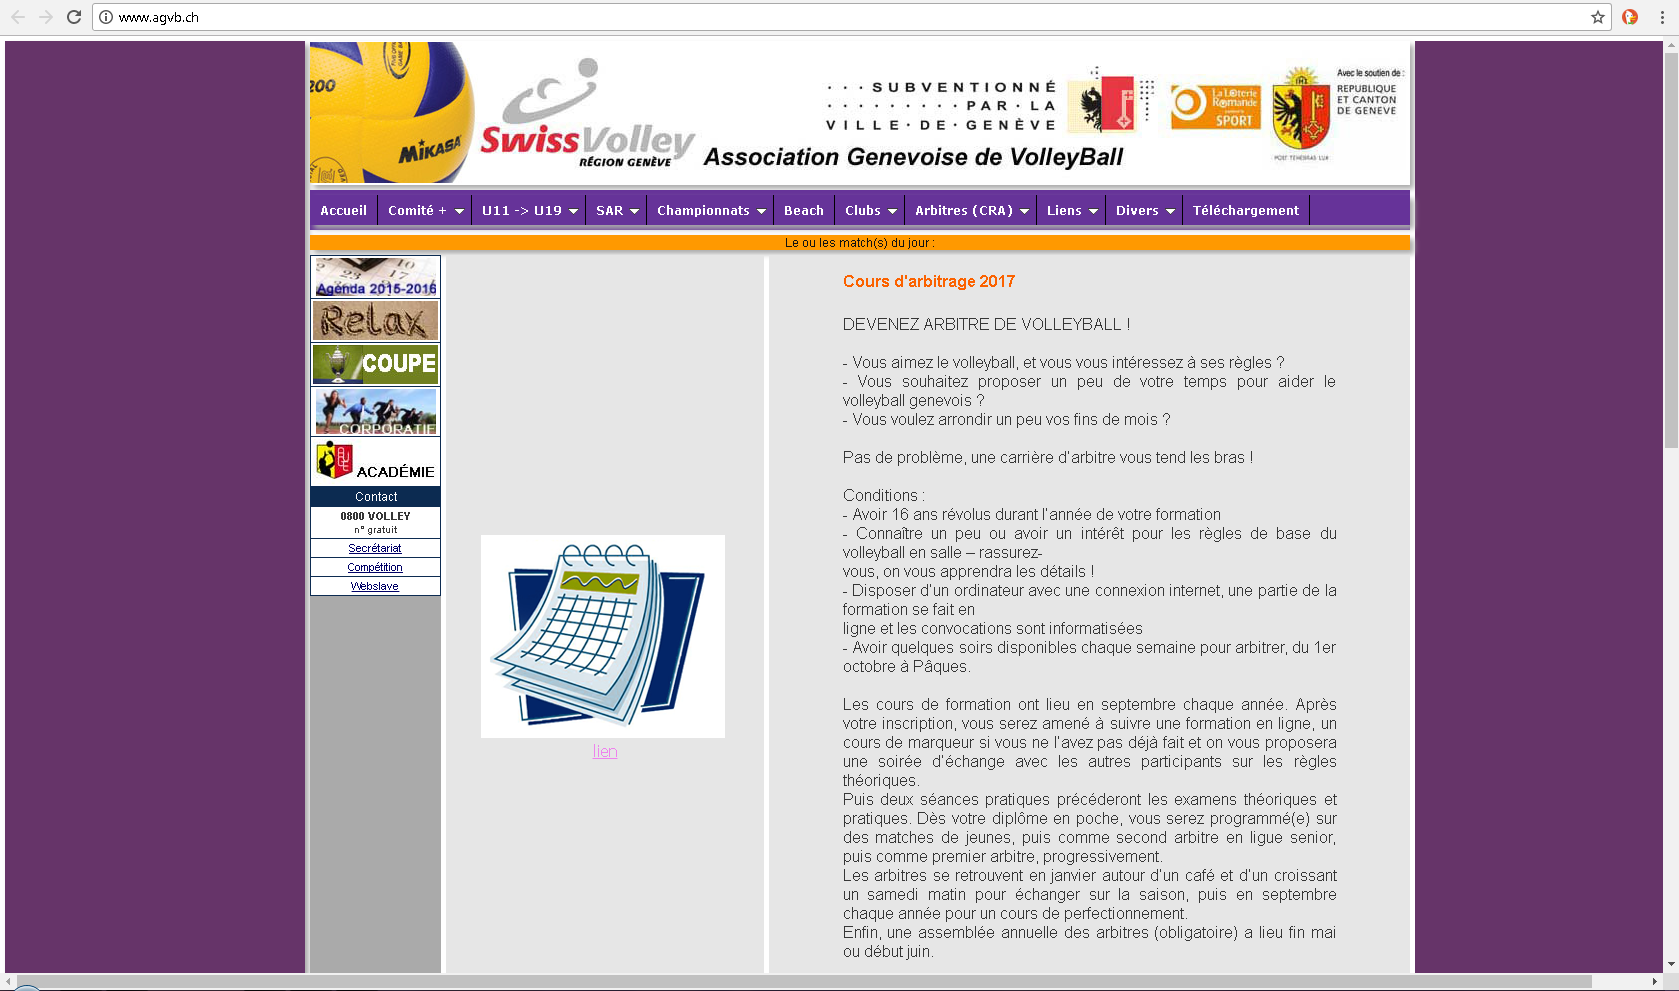 www.agvb.ch
200
MIKASA
SwissVolley
RÉGION GENÈVE
Association Genevoise de VolleyBall
· · · SUBVENTIONNÉ
· · · · · · · · · PAR·LA
VILLE·DE·GENÈVE
La Loterie
Romande
SPORT
POST TENEBRAS LUX
Avec le soutien de :
REPUBLIQUE
ET CANTON
DE GENEVE
Accueil Comité + U11 -> U19 SAR Championnats Beach Clubs Arbitres (CRA) Liens Divers Téléchargement
Le ou les match(s) du jour :
Agenda 2015-2016
Relax
COUPE
CORPORATIF
ACADÉMIE
Contact
0800 VOLLEY
n° gratuit
Secrétariat
Compétition
Webslave
lien
Cours d'arbitrage 2017
DEVENEZ ARBITRE DE VOLLEYBALL !
- Vous aimez le volleyball, et vous vous intéressez à ses règles ?
- Vous souhaitez proposer un peu de votre temps pour aider le
volleyball genevois ?
- Vous voulez arrondir un peu vos fins de mois ?
Pas de problème, une carrière d'arbitre vous tend les bras !
Conditions :
- Avoir 16 ans révolus durant l'année de votre formation
- Connaître un peu ou avoir un intérêt pour les règles de base du
volleyball en salle – rassurez-
vous, on vous apprendra les détails !
- Disposer d'un ordinateur avec une connexion internet, une partie de la
formation se fait en
ligne et les convocations sont informatisées
- Avoir quelques soirs disponibles chaque semaine pour arbitrer, du 1er
octobre à Pâques.
Les cours de formation ont lieu en septembre chaque année. Après
votre inscription, vous serez amené à suivre une formation en ligne, un
cours de marqueur si vous ne l'avez pas déjà fait et on vous proposera
une soirée d'échange avec les autres participants sur les règles
théoriques.
Puis deux séances pratiques précéderont les examens théoriques et
pratiques. Dès votre diplôme en poche, vous serez programmé(e) sur
des matches de jeunes, puis comme second arbitre en ligue senior,
puis comme premier arbitre, progressivement.
Les arbitres se retrouvent en janvier autour d'un café et d'un croissant
un samedi matin pour échanger sur la saison, puis en septembre
chaque année pour un cours de perfectionnement.
Enfin, une assemblée annuelle des arbitres (obligatoire) a lieu fin mai
ou début juin.